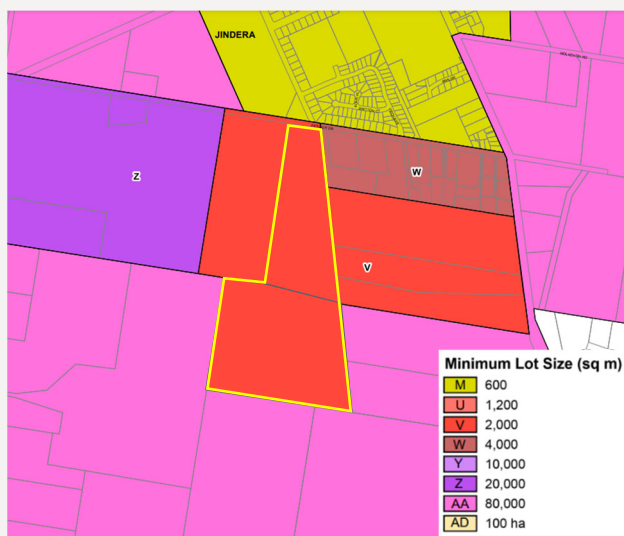 JINDERA
Z
W
V
Minimum Lot Size (sq m)
M 600
U 1,200
V 2,000
W 4,000
Y 10,000
Z 20,000
AA 80,000
AD 100 ha